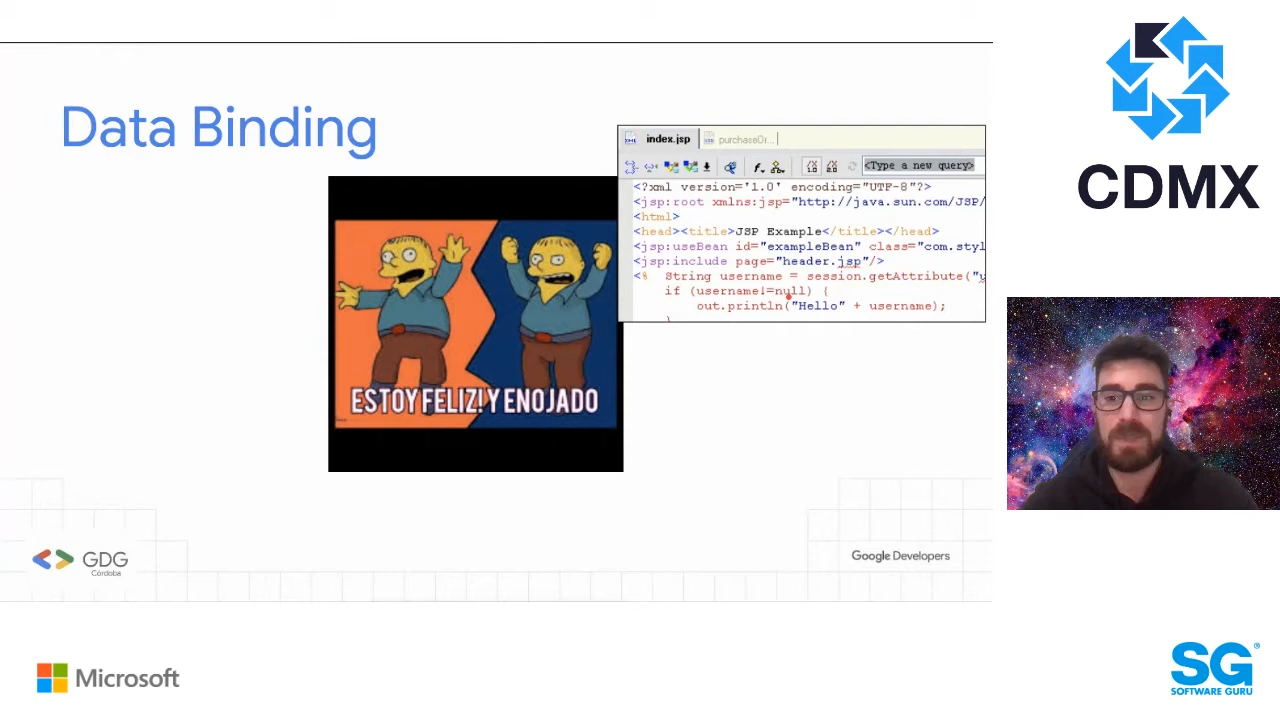 Data Binding
index.jsp purchaseOr...
<Type a new query>
<?xml version='1.0' encoding="UTF-8"?>
<jsp:root xmlns:jsp="http://java.sun.com/JSP/
<html>
<head><title>JSP Example</title></head>
<jsp:useBean id="exampleBean" class="com.styl
<jsp:include page="header.jsp"/>
<% String username = session.getAttribute("u
if (username!=null) {
out.println("Hello" + username);
}
ESTOY FELIZ! Y ENOJADO
GDG
Córdoba
Google Developers
Microsoft
CDMX
SG
SOFTWARE GURU